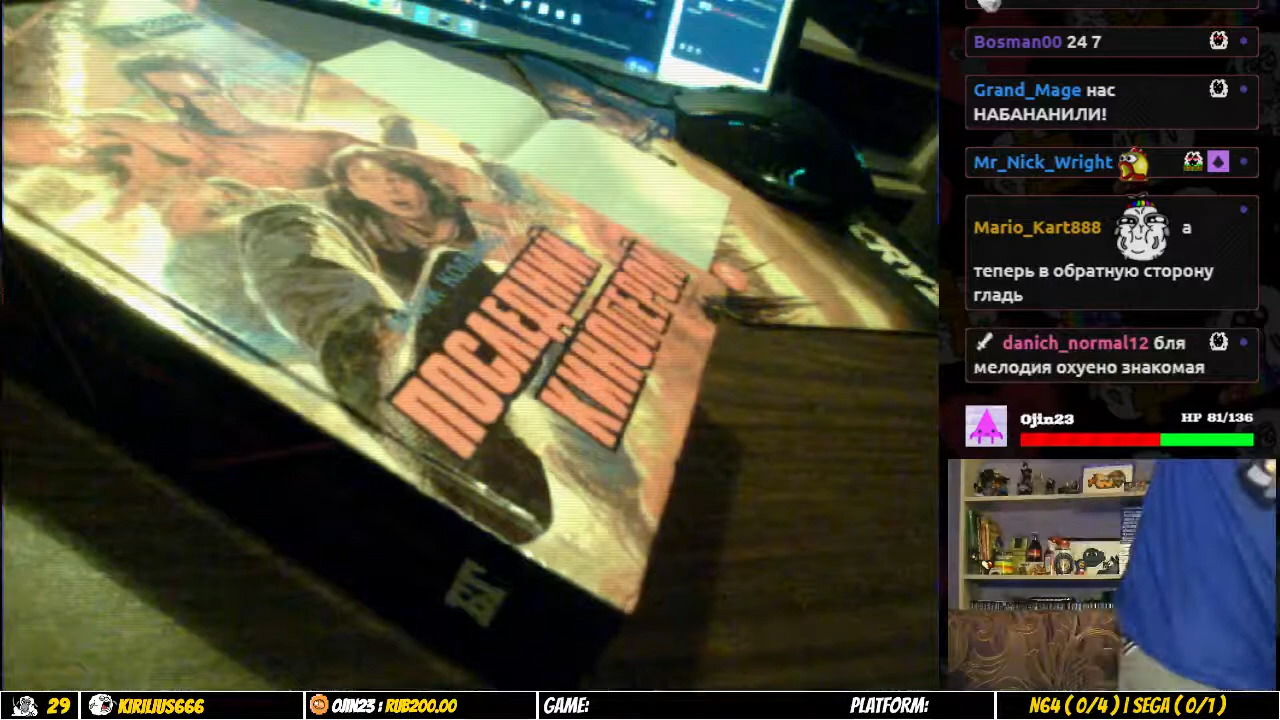 ПОСЛЕДНИЙ
КИНОГЕРОЙ
Bosman00 24 7
Grand_Mage нас
НАБАНАНИЛИ!
Mr_Nick_Wright
Mario_Kart888 а
теперь в обратную сторону
гладь
danich_normal12 бля
мелодия охуено знакомая
Ojin23 HP 81/136
29 KIRILIUS666 OJIN23 : RUB200.00 GAME: PLATFORM: N64 ( 0/4 ) | SEGA ( 0/1 )